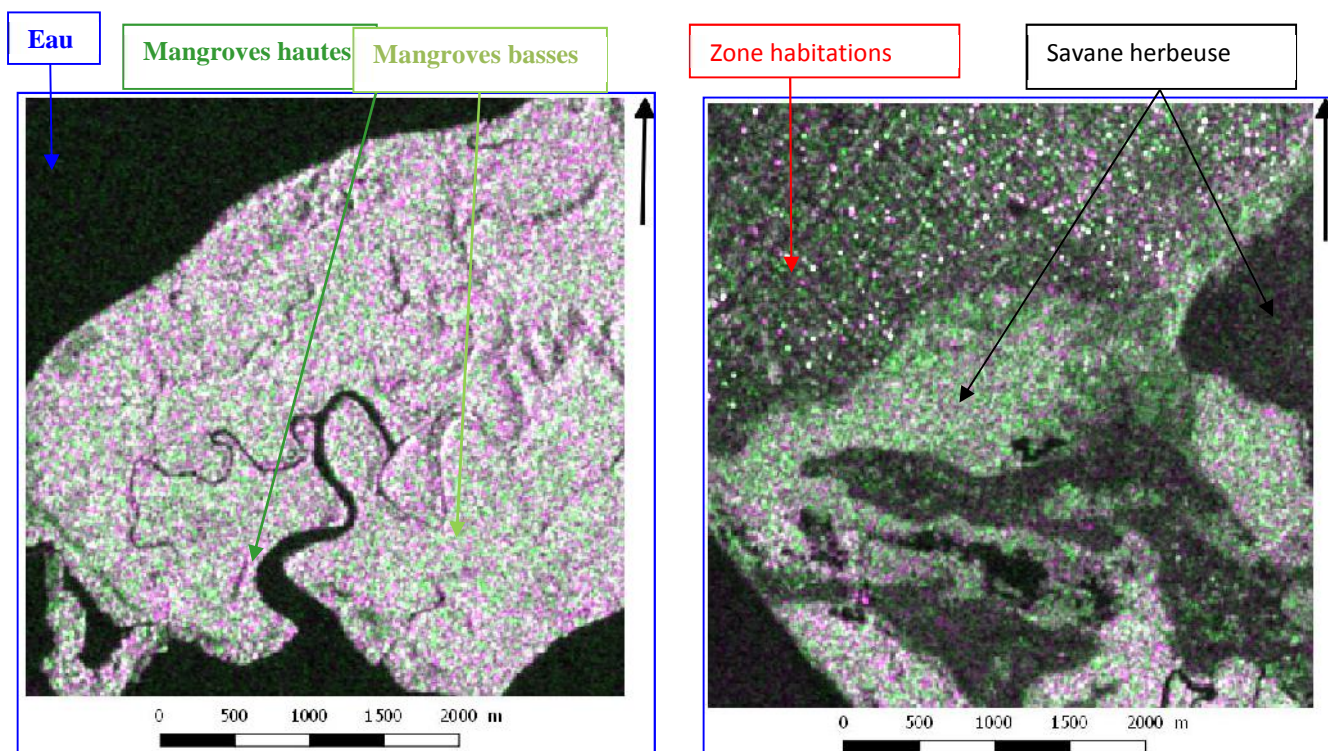 Eau
Mangroves hautes
Mangroves basses
Zone habitations
Savane herbeuse
0 500 1000 1500 2000 m
0 500 1000 1500 2000 m